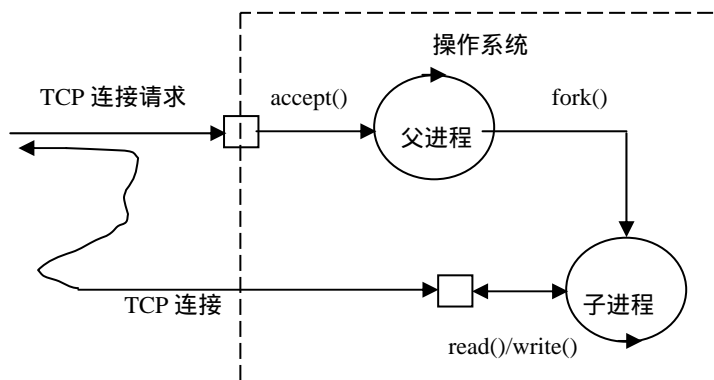 操作系统
TCP 连接请求
accept()
fork()
父进程
子进程
TCP 连接
read()/write()